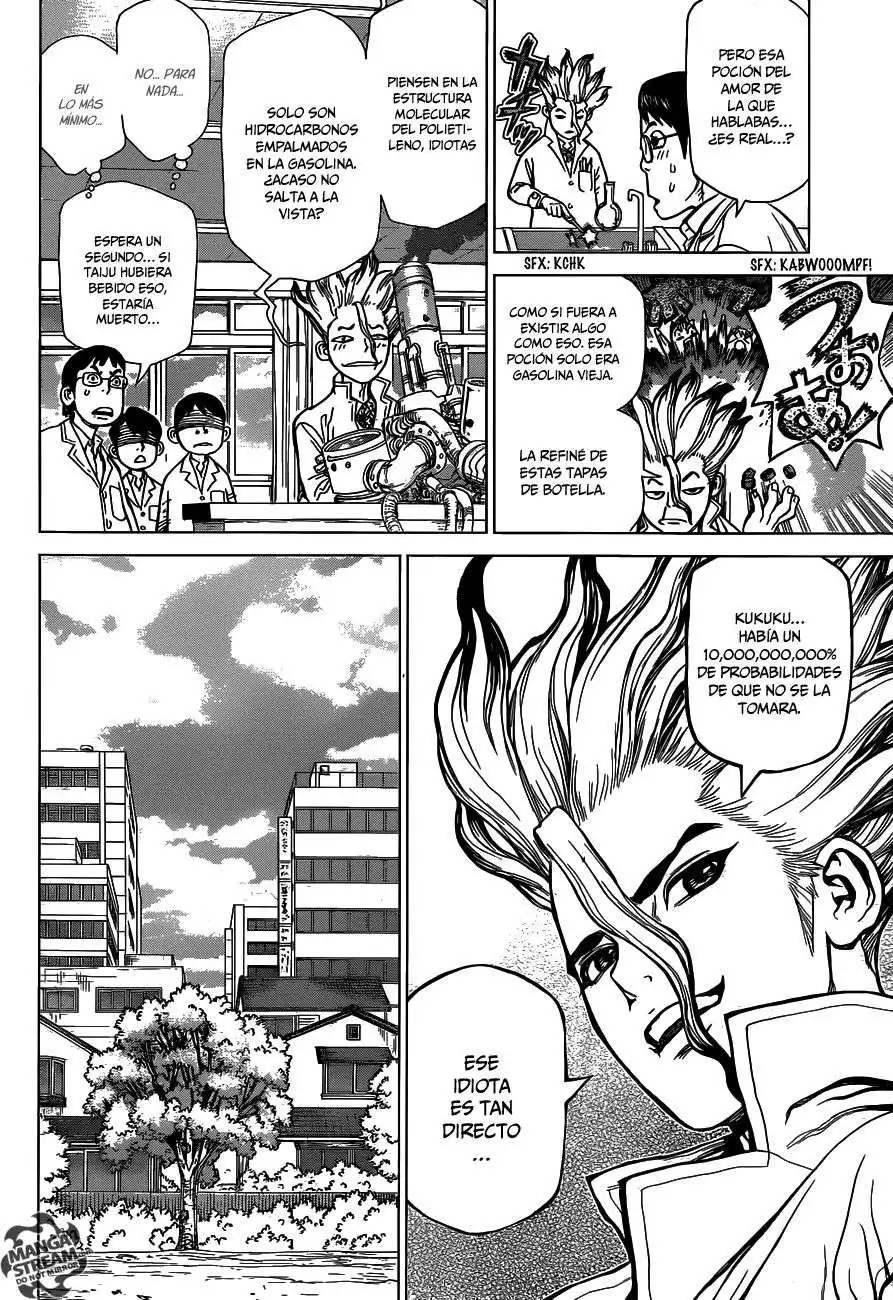 PERO ESA
POCIÓN DEL
AMOR DE
LA QUE
HABLABAS...
¿ES REAL...?
SFX: KCHK
SFX: KABWOOOMPF!
COMO SI FUERA A
EXISTIR ALGO
COMO ESO. ESA
POCIÓN SOLO ERA
GASOLINA VIEJA.
LA REFINÉ DE
ESTAS TAPAS
DE BOTELLA.
PIENSEN EN LA
ESTRUCTURA
MOLECULAR
DEL POLIETI-
LENO, IDIOTAS
SOLO SON
HIDROCARBONOS
EMPALMADOS
EN LA GASOLINA.
¿ACASO NO
SALTA A LA
VISTA?
NO... PARA
NADA...
EN
LO MÁS
MÍNIMO...
ESPERA UN
SEGUNDO... SI
TAIJU HUBIERA
BEBIDO ESO,
ESTARÍA
MUERTO...
KUKUKU...
HABÍA UN
10,000,000,000%
DE PROBABILIDADES
DE QUE NO SE LA
TOMARA.
ESE
IDIOTA
ES TAN
DIRECTO
...
MANGA
STREAM
DO NOT MIRROR